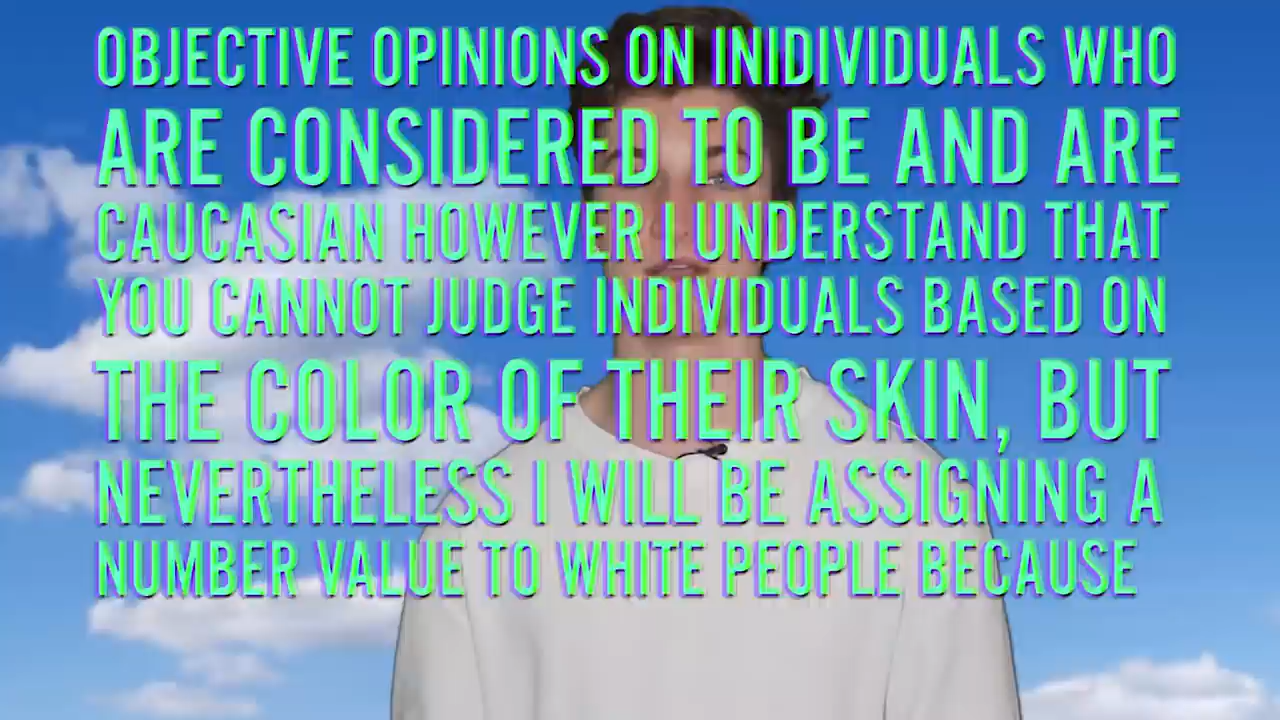 OBJECTIVE OPINIONS ON INIDIVIDUALS WHO
ARE CONSIDERED TO BE AND ARE
CAUCASIAN HOWEVER I UNDERSTAND THAT
YOU CANNOT JUDGE INDIVIDUALS BASED ON
THE COLOR OF THEIR SKIN, BUT
NEVERTHELESS I WILL BE ASSIGNING A
NUMBER VALUE TO WHITE PEOPLE BECAUSE